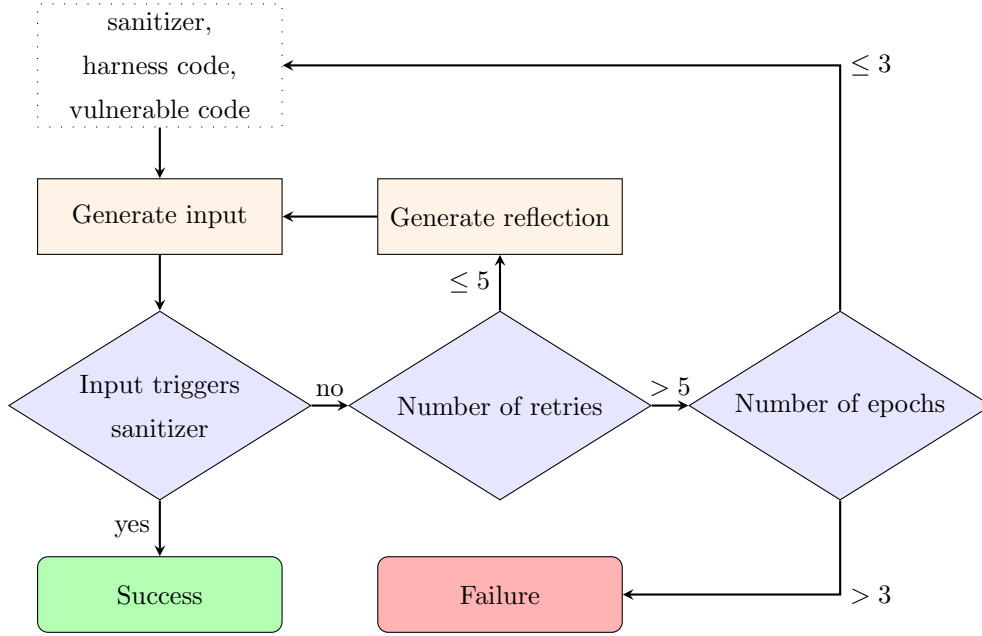 sanitizer,
harness code,
vulnerable code
≤ 3
Generate input
Generate reflection
≤ 5
Input triggers
sanitizer
no
Number of retries
> 5
Number of epochs
yes
Success
Failure
> 3